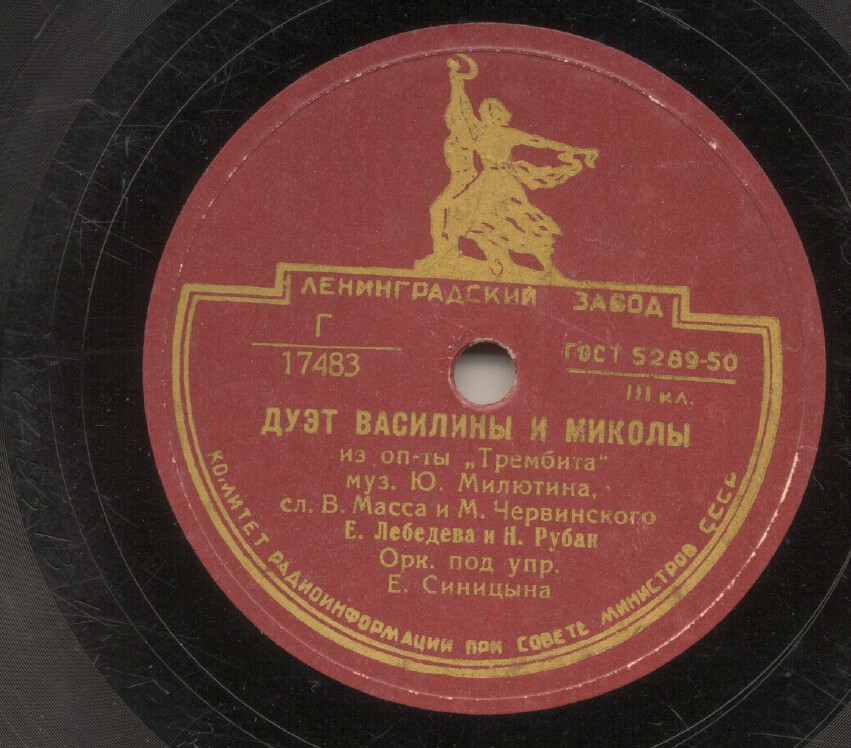 ЛЕНИНГРАДСКИЙ ЗАВОД
Г
17483
ГОСТ 5289-50
III кл.
ДУЭТ ВАСИЛИНЫ И МИКОЛЫ
из оп-ты „Трембита“
муз. Ю. Милютина,
сл. В. Масса и М. Червинского
Е. Лебедева и Н. Рубан
Орк. под упр.
Е. Синицына
КОМИТЕТ РАДИОИНФОРМАЦИИ ПРИ СОВЕТЕ МИНИСТРОВ СССР